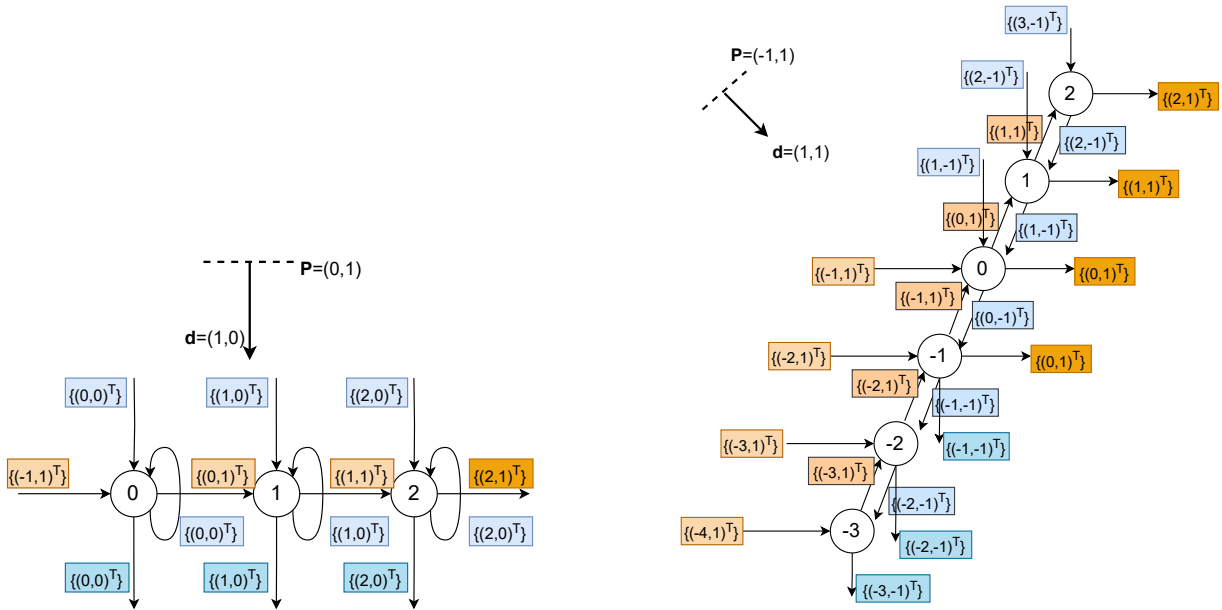 P=(0,1)
d=(1,0)
{(0,0)T}
{(1,0)T}
{(2,0)T}
{(-1,1)T}
0
{(0,1)T}
1
{(1,1)T}
2
{(2,1)T}
{(0,0)T}
{(1,0)T}
{(2,0)T}
{(0,0)T}
{(1,0)T}
{(2,0)T}
P=(-1,1)
d=(1,1)
{(3,-1)T}
{(2,-1)T}
2
{(2,1)T}
{(1,1)T}
{(2,-1)T}
{(1,-1)T}
1
{(1,1)T}
{(0,1)T}
{(1,-1)T}
{(-1,1)T}
0
{(0,1)T}
{(-1,1)T}
{(0,-1)T}
{(-2,1)T}
-1
{(0,1)T}
{(-2,1)T}
{(-1,-1)T}
{(-3,1)T}
-2
{(-1,-1)T}
{(-3,1)T}
{(-2,-1)T}
{(-4,1)T}
-3
{(-2,-1)T}
{(-3,-1)T}